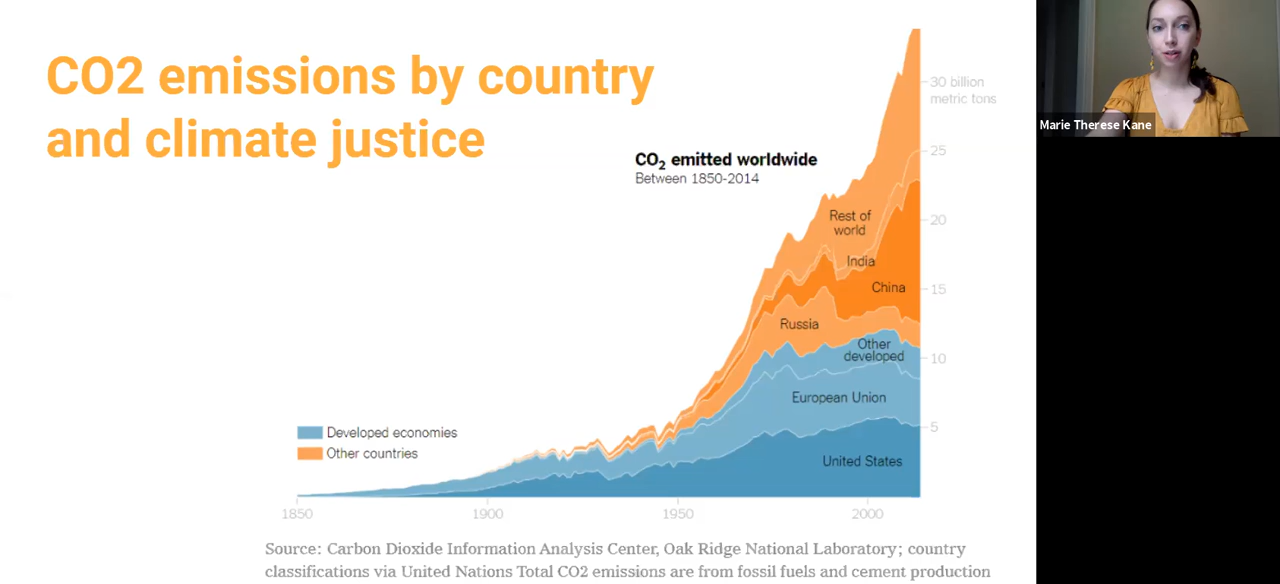 CO2 emissions by country
and climate justice
CO2 emitted worldwide
Between 1850-2014
30 billion
metric tons
25
20
15
10
5
Rest of
world
India
China
Russia
Other
developed
European Union
United States
Developed economies
Other countries
1850
1900
1950
2000
Source: Carbon Dioxide Information Analysis Center, Oak Ridge National Laboratory; country
classifications via United Nations Total CO2 emissions are from fossil fuels and cement production
Marie Therese Kane